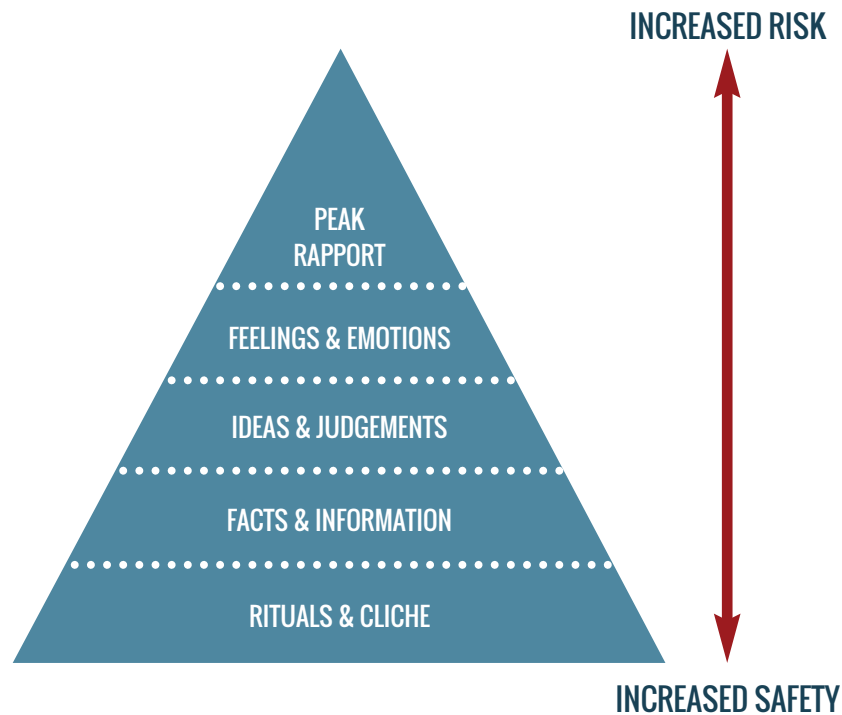 INCREASED RISK
PEAK
RAPPORT
FEELINGS & EMOTIONS
IDEAS & JUDGEMENTS
FACTS & INFORMATION
RITUALS & CLICHE
INCREASED SAFETY